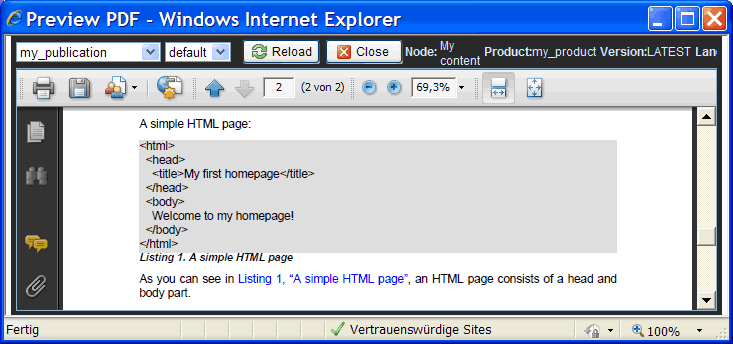 Preview PDF - Windows Internet Explorer
my_publication default Reload Close Node: My content Product:my_product Version:LATEST Lan
2 (2 von 2) 69,3%
A simple HTML page:
<html>
<head>
<title>My first homepage</title>
</head>
<body>
Welcome to my homepage!
</body>
</html>
Listing 1. A simple HTML page
As you can see in Listing 1, “A simple HTML page”, an HTML page consists of a head and
body part.
Fertig Vertrauenswürdige Sites 100%